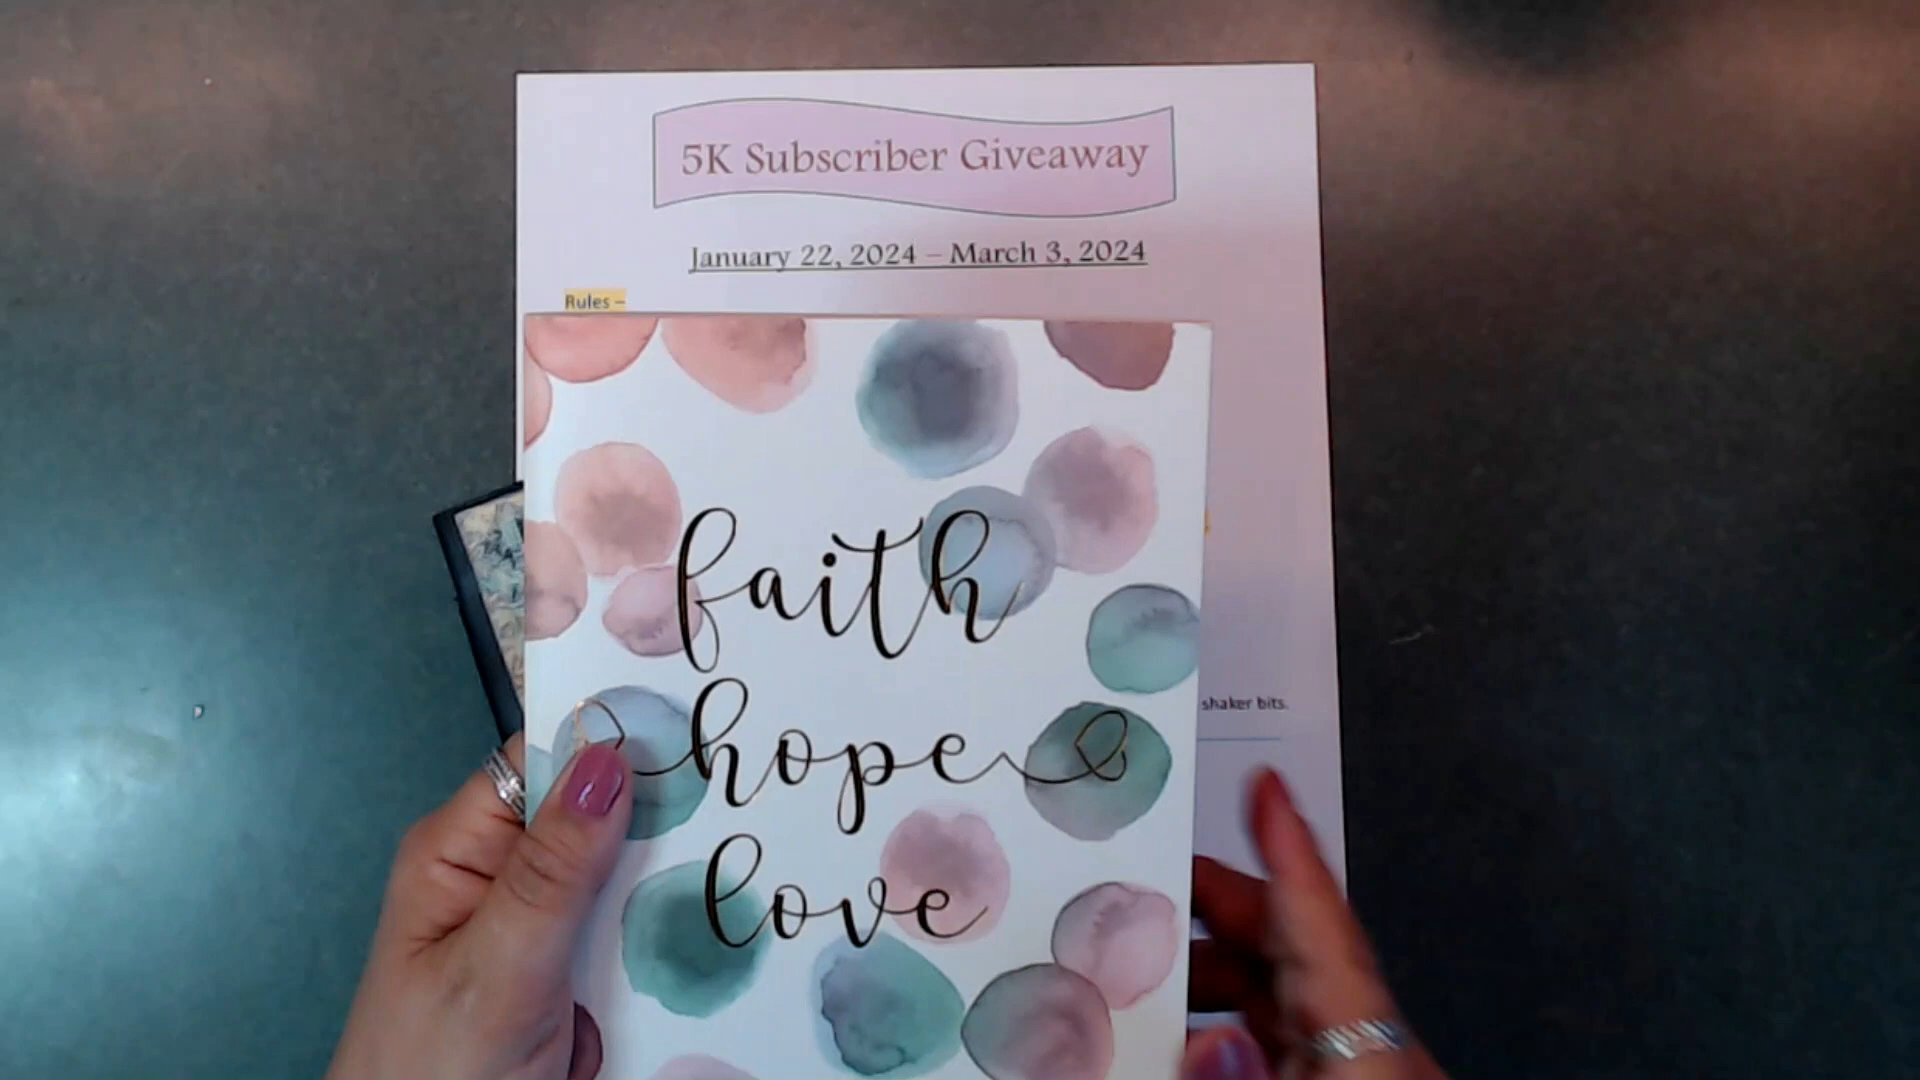 5K Subscriber Giveaway
January 22, 2024 – March 3, 2024
Rules –
faith
hope
love
shaker bits.